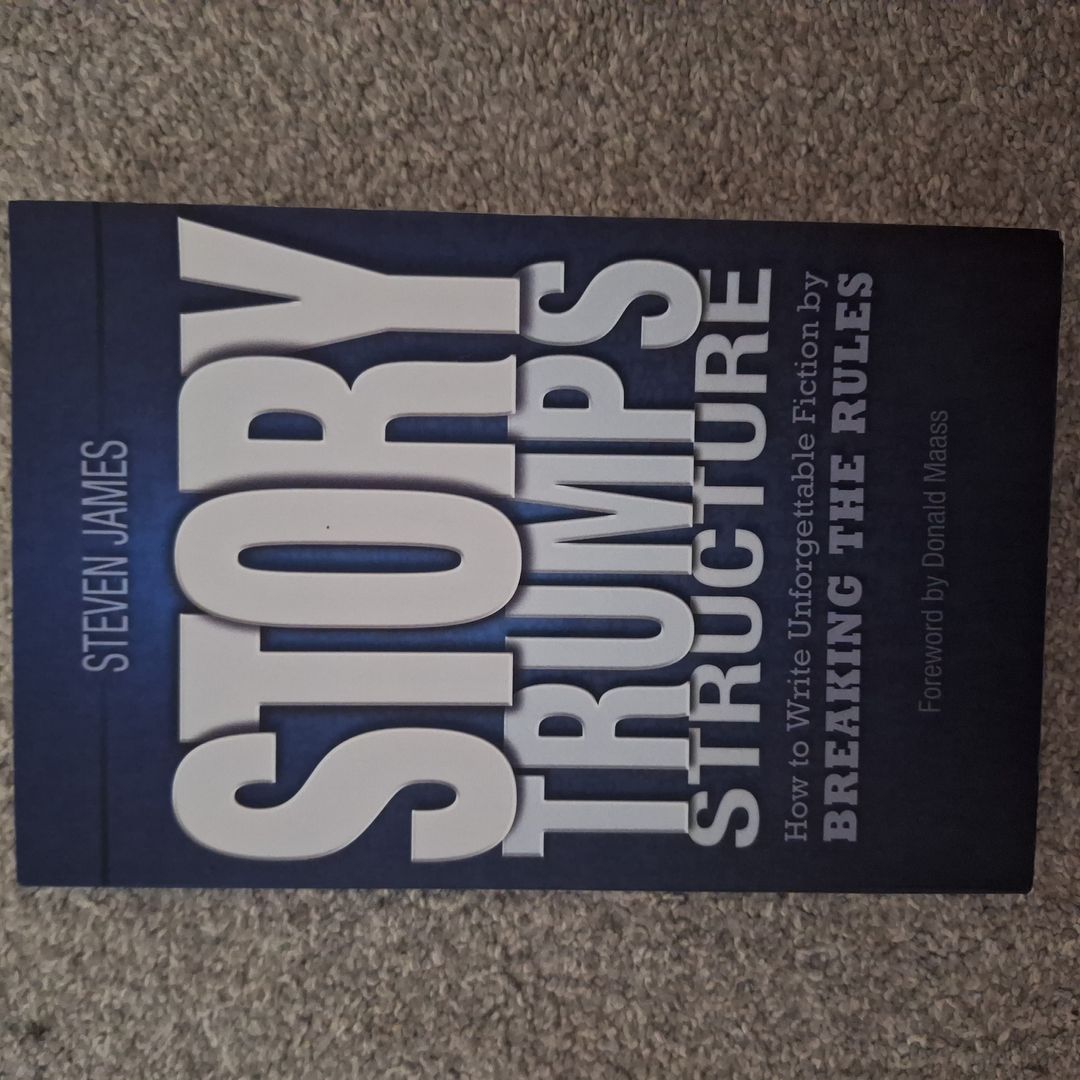 STEVEN JAMES
STORY
TRUMPS
STRUCTURE
How to Write Unforgettable Fiction by
BREAKING THE RULES
Foreword by Donald Maass